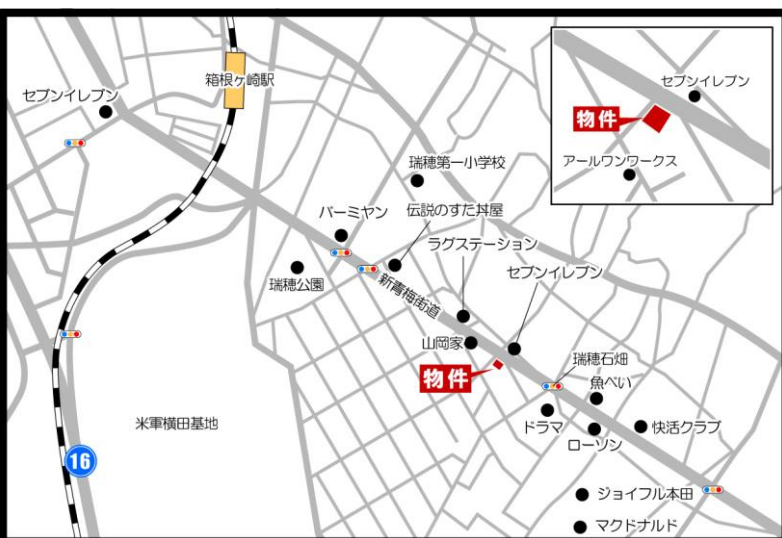 セブンイレブン
箱根ヶ崎駅
セブンイレブン
物件
アールワンワークス
瑞穂第一小学校
伝説のすた丼屋
バーミヤン
ラグステーション
セブンイレブン
瑞穂公園
新青梅街道
山岡家
物件
瑞穂石畑
魚べい
米軍横田基地
ドラマ
ローソン
快活クラブ
16
ジョイフル本田
マクドナルド